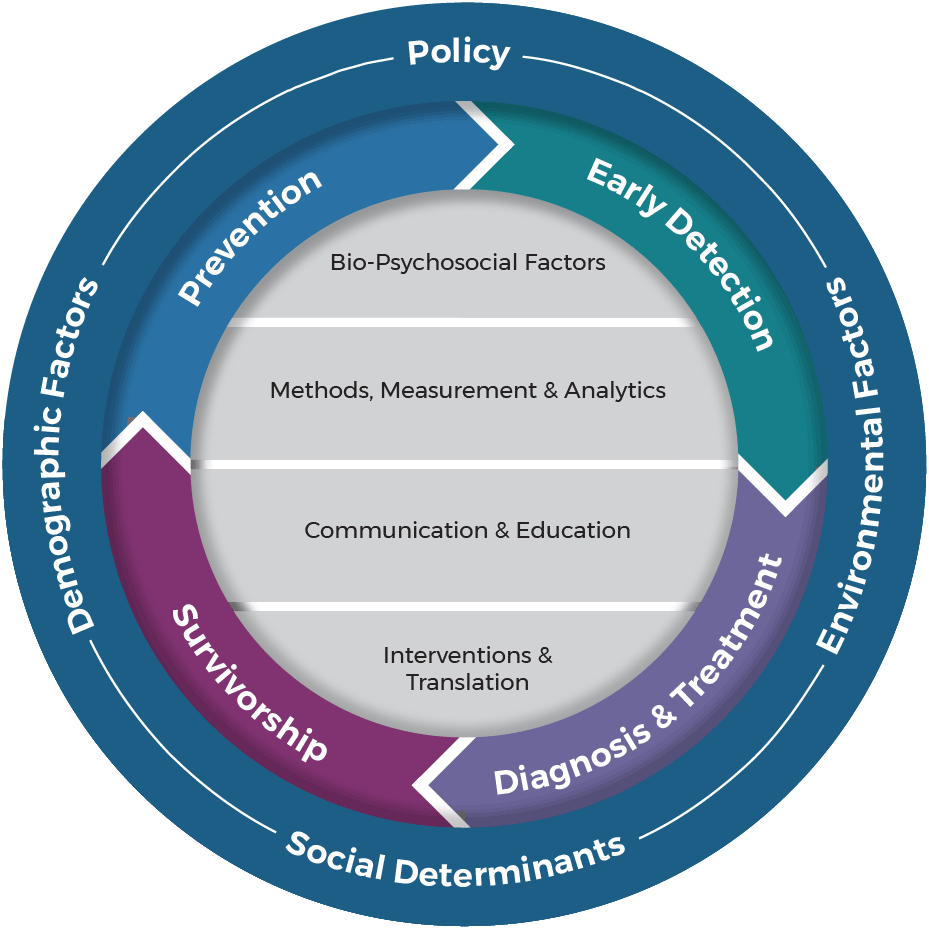 Policy
Prevention
Early Detection
Bio-Psychosocial Factors
Demographic Factors
Environmental Factors
Methods, Measurement & Analytics
Communication & Education
Survivorship
Diagnosis & Treatment
Interventions &
Translation
Social Determinants